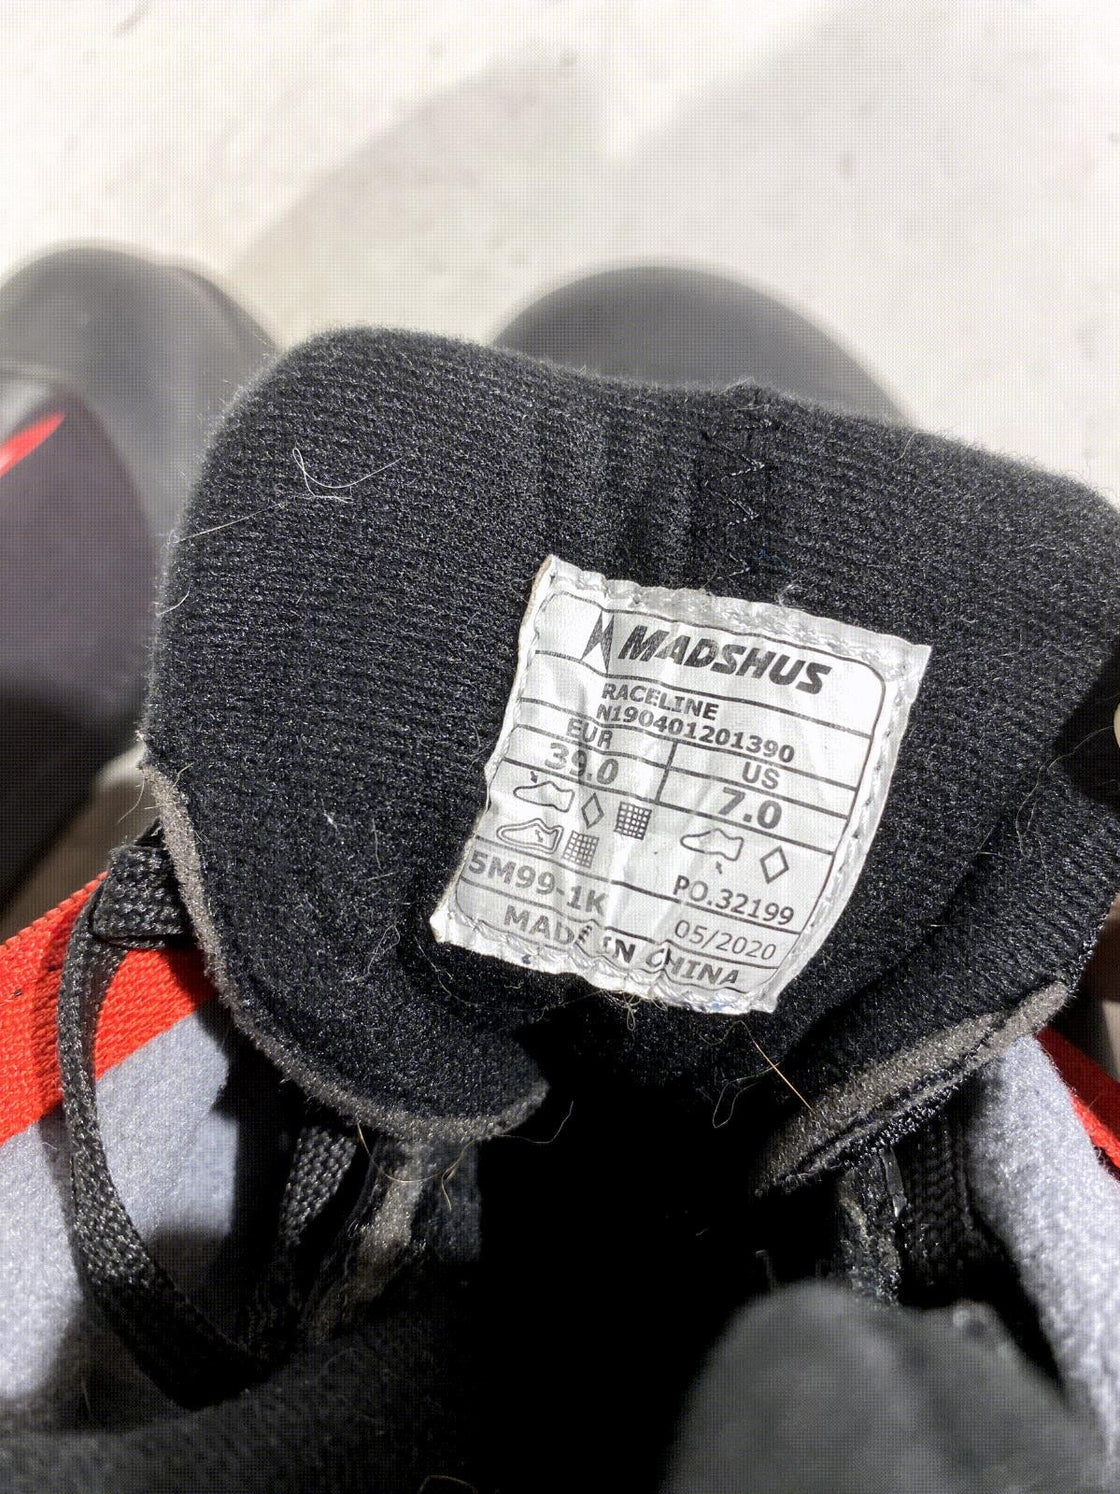 MADSHUS
RACELINE
N190401201390
EUR US
39.0 7.0
5M99-1K PO.32199
05/2020
MADE IN CHINA